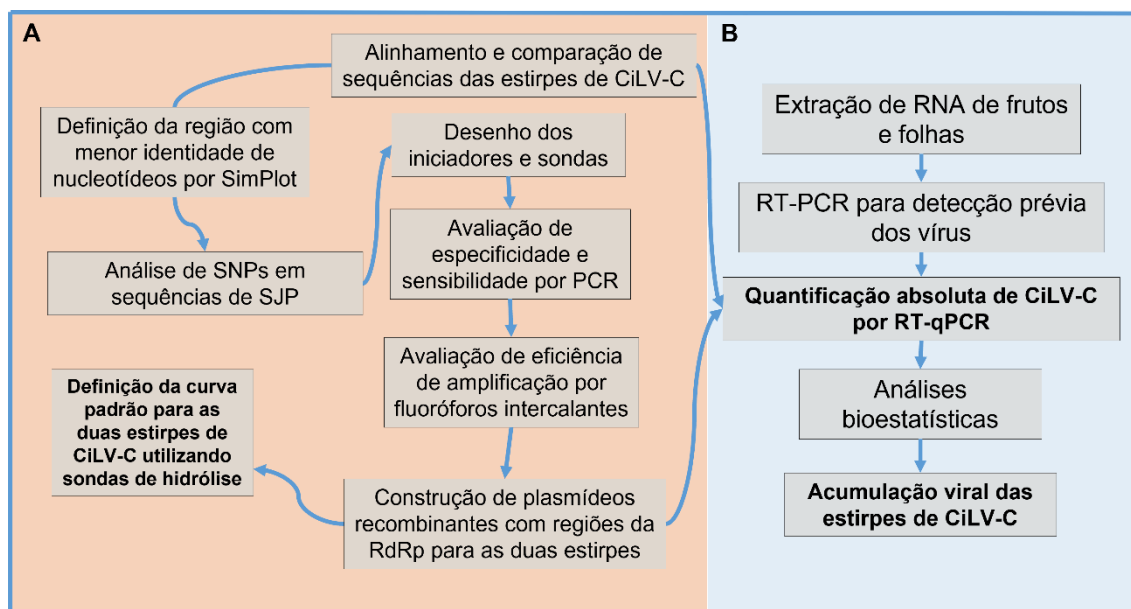 A
Alinhamento e comparação de
sequências das estirpes de CiLV-C
Definição da região com
menor identidade de
nucleotídeos por SimPlot
Análise de SNPs em
sequências de SJP
Desenho dos
iniciadores e sondas
Avaliação de
especificidade e
sensibilidade por PCR
Avaliação de eficiência
de amplificação por
fluoróforos intercalantes
Construção de plasmídeos
recombinantes com regiões da
RdRp para as duas estirpes
Definição da curva
padrão para as
duas estirpes de
CiLV-C utilizando
sondas de hidrólise
B
Extração de RNA de frutos
e folhas
RT-PCR para detecção prévia
dos vírus
Quantificação absoluta de CiLV-C
por RT-qPCR
Análises
bioestatísticas
Acumulação viral das
estirpes de CiLV-C